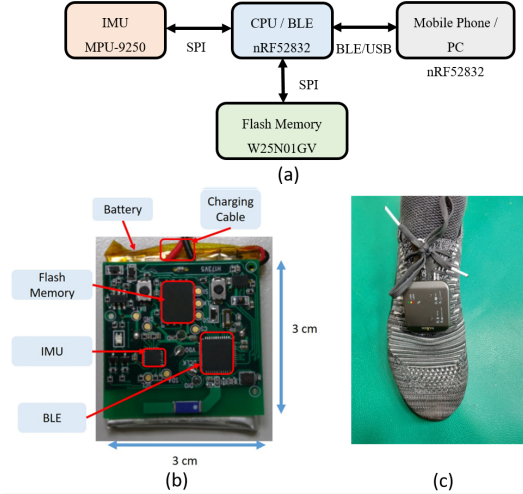 IMU
MPU-9250
SPI
CPU / BLE
nRF52832
BLE/USB
Mobile Phone /
PC
nRF52832
SPI
Flash Memory
W25N01GV
(a)
Battery
Charging
Cable
Flash
Memory
IMU
BLE
3 cm
3 cm
(b)
(c)